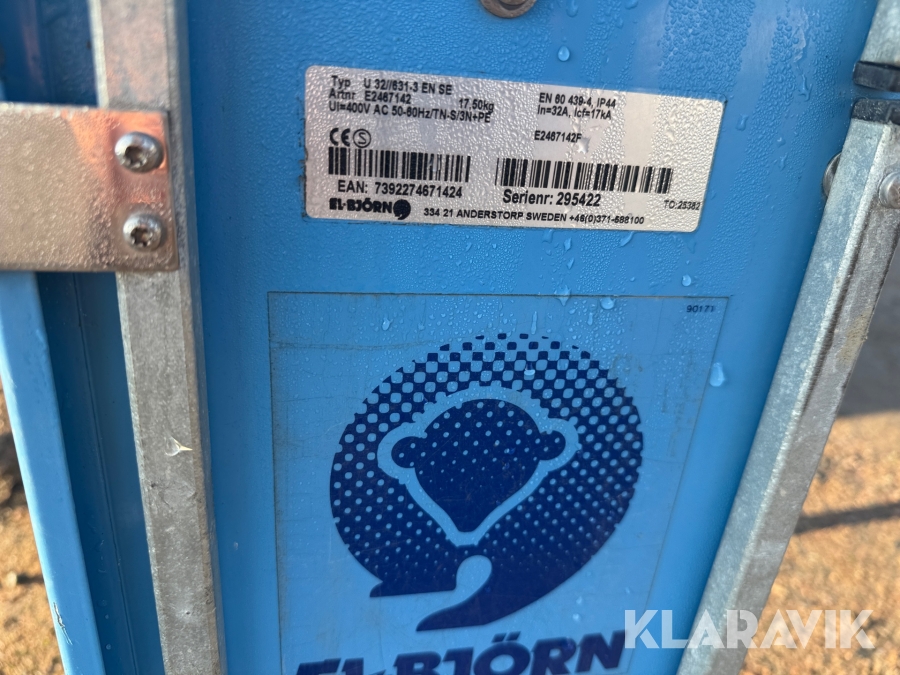 Typ U 32//631-3 EN SE
Artnr E2467142 17.50kg
Ui=400V AC 50-60Hz/TN-S/3N+PE
EN 60 439-4, IP44
In=32A, Icf=17kA
E2467142F
CE S
EAN: 7392274671424
Serienr: 295422
TO:25382
EL-BJÖRN
334 21 ANDERSTORP SWEDEN +46(0)371-588100
90171
EL-BJÖRN
KLARAVIK